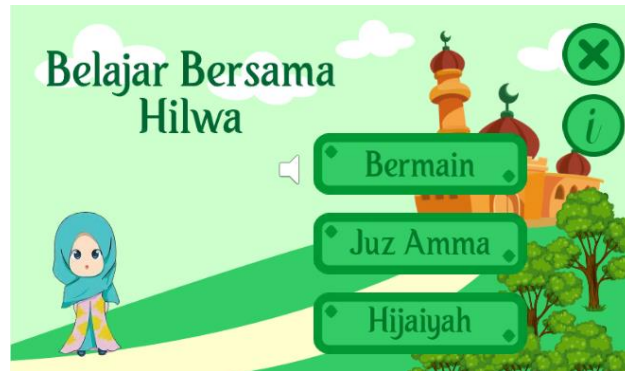 Belajar Bersama
Hilwa
i
Bermain
Juz Amma
Hijaiyah